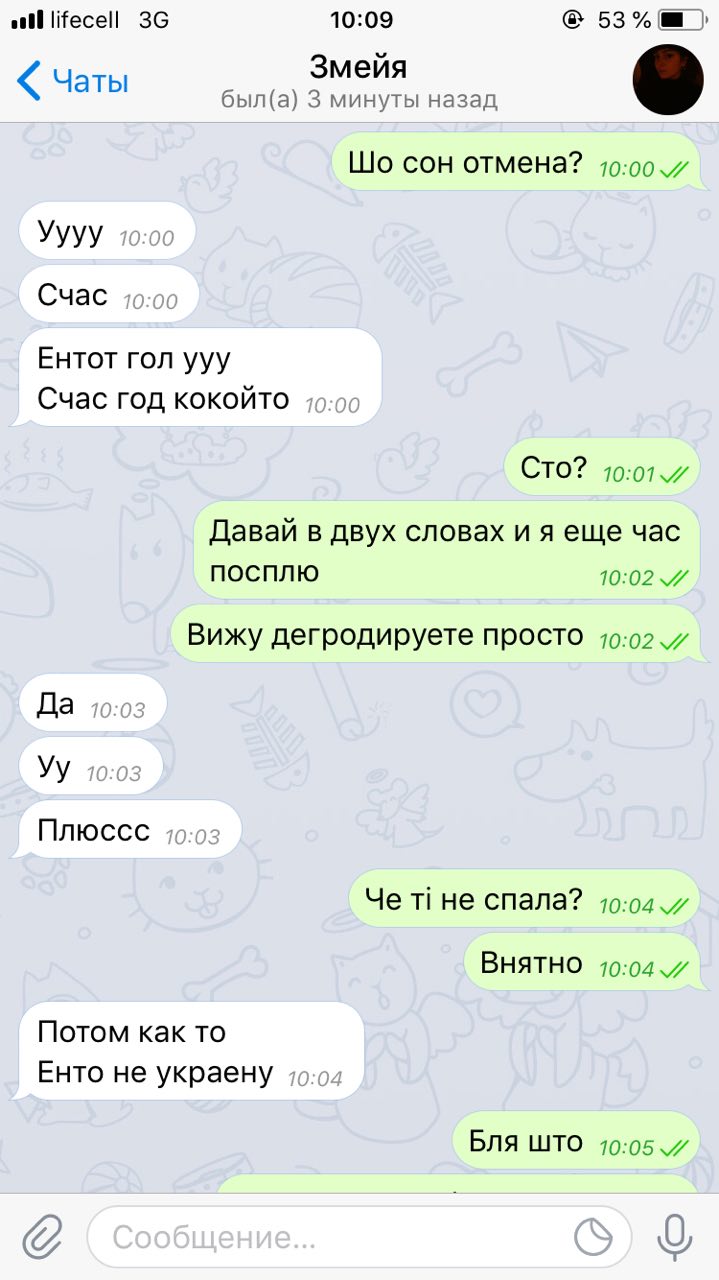 lifecell 3G 10:09 53 %
Чаты
Змейя
был(а) 3 минуты назад
Шо сон отмена? 10:00
Уууу 10:00
Счас 10:00
Ентот гол ууу
Счас год кокойто 10:00
Сто? 10:01
Давай в двух словах и я еще час
посплю 10:02
Вижу дегродируете просто 10:02
Да 10:03
Уу 10:03
Плюссс 10:03
Че ті не спала? 10:04
Внятно 10:04
Потом как то
Енто не украену 10:04
Бля што 10:05
Сообщение...